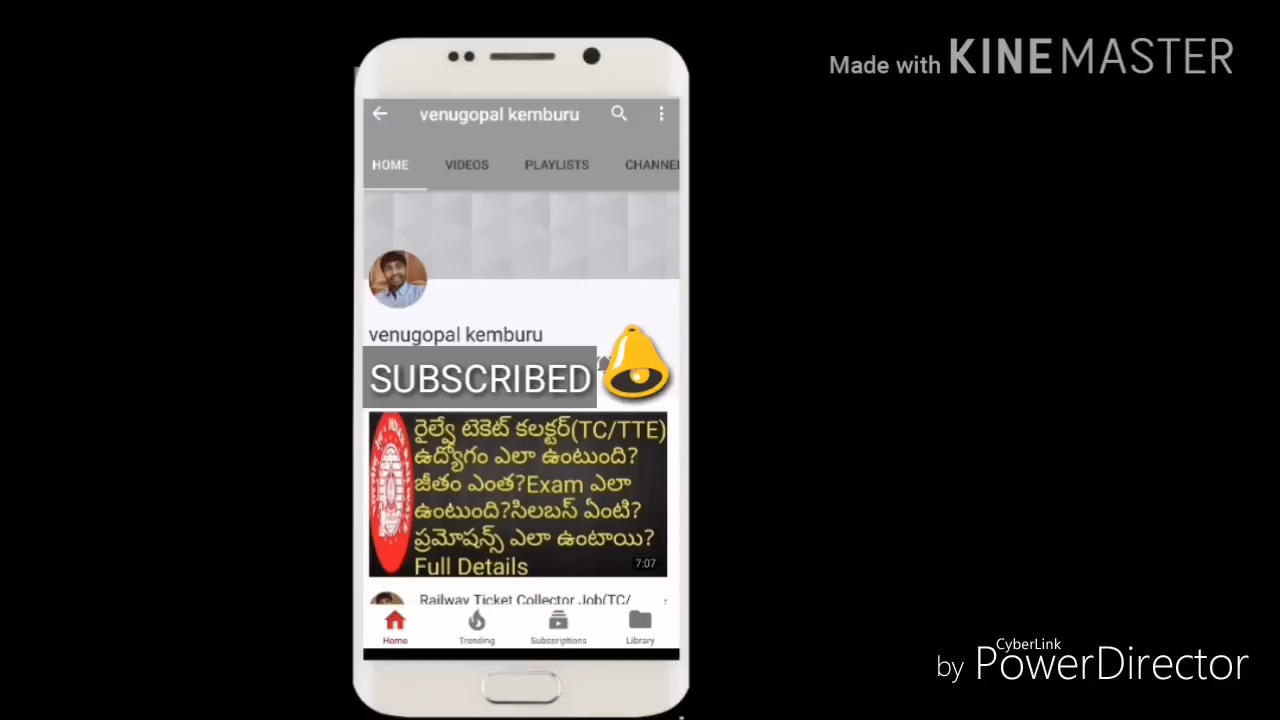 Made with KINEMASTER
venugopal kemburu
HOME VIDEOS PLAYLISTS CHANNEL
venugopal kemburu
SUBSCRIBED
రైల్వే టికెట్ కలక్టర్(TC/TTE)
ఉద్యోగం ఎలా ఉంటుంది?
జీతం ఎంత?Exam ఎలా
ఉంటుంది?సిలబస్ ఏంటి?
ప్రమోషన్స్ ఎలా ఉంటాయి?
Full Details
7:07
Railway Ticket Collector Job(TC/
Home Trending Subscriptions Library
CyberLink
by PowerDirector